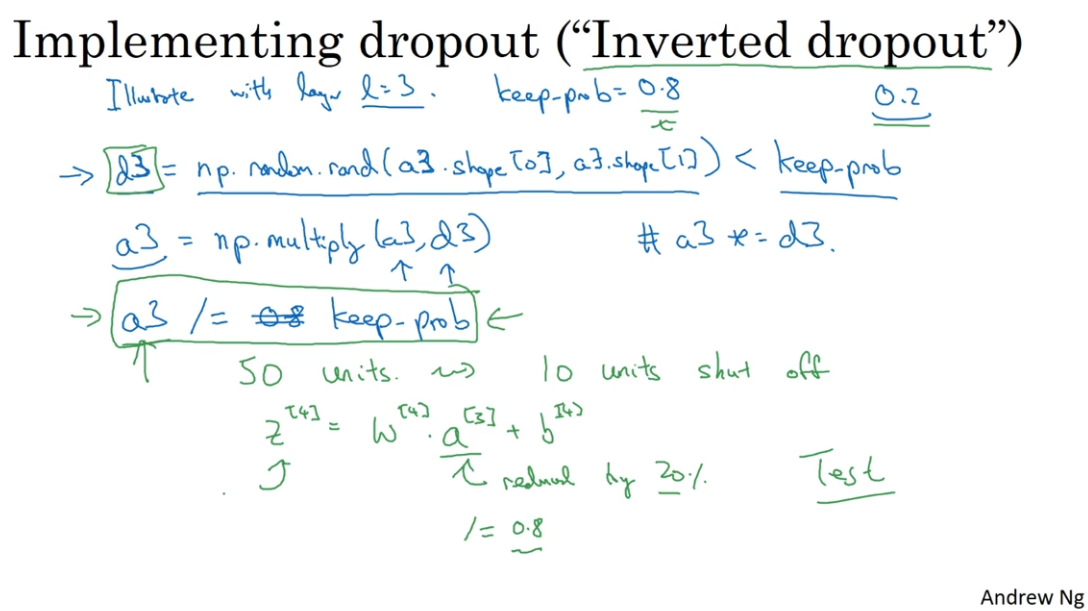 Implementing dropout (“Inverted dropout”)
Illustrate with layer l=3. keep-prob = 0.8 0.2
→ d3 = np.random.rand(a3.shape[0], a3.shape[1]) < keep-prob
a3 = np.multiply(a3, d3) # a3 *= d3.
→ a3 /= 0.8 keep-prob ←
50 units. ⇝ 10 units shut off
z^[4] = W^[4] · a^[3] + b^[4]
reduced by 20%. Test
/= 0.8
Andrew Ng